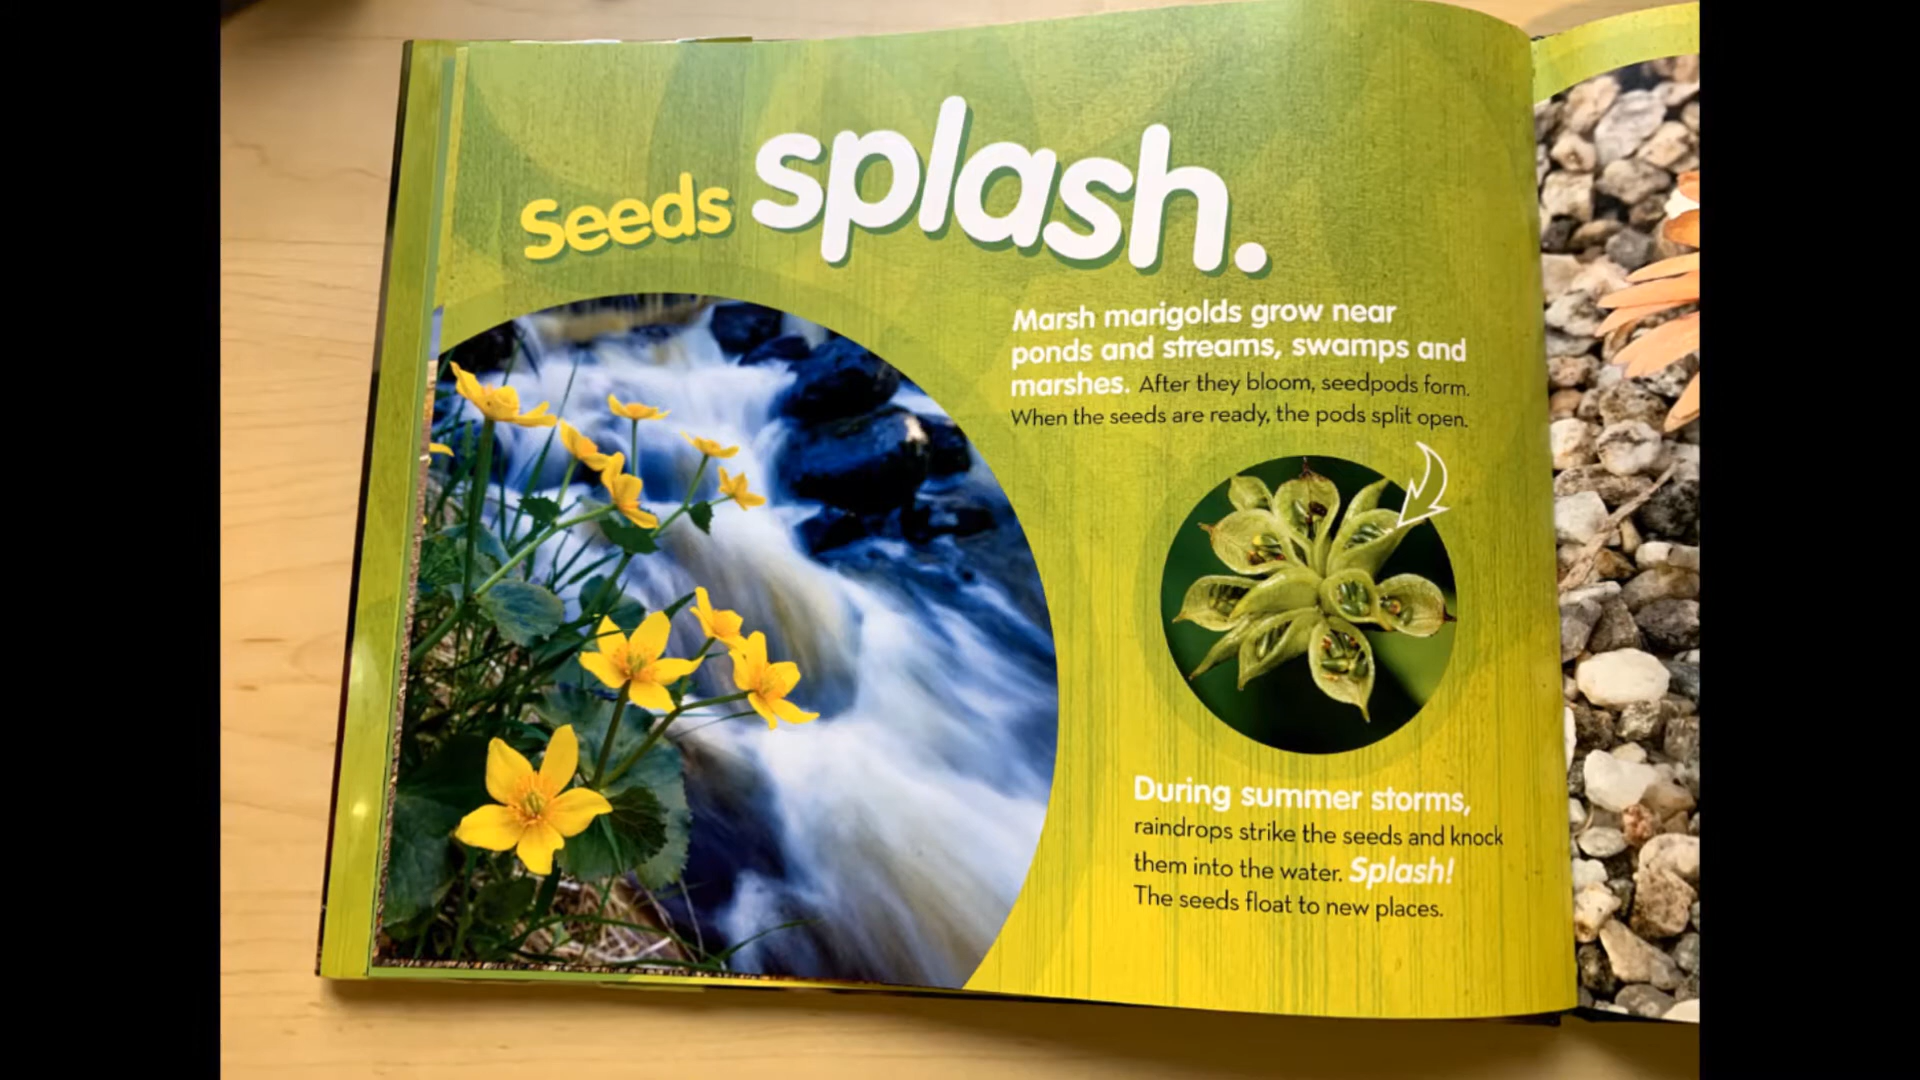 Seeds splash.
Marsh marigolds grow near
ponds and streams, swamps and
marshes. After they bloom, seedpods form.
When the seeds are ready, the pods split open.
During summer storms,
raindrops strike the seeds and knock
them into the water. Splash!
The seeds float to new places.